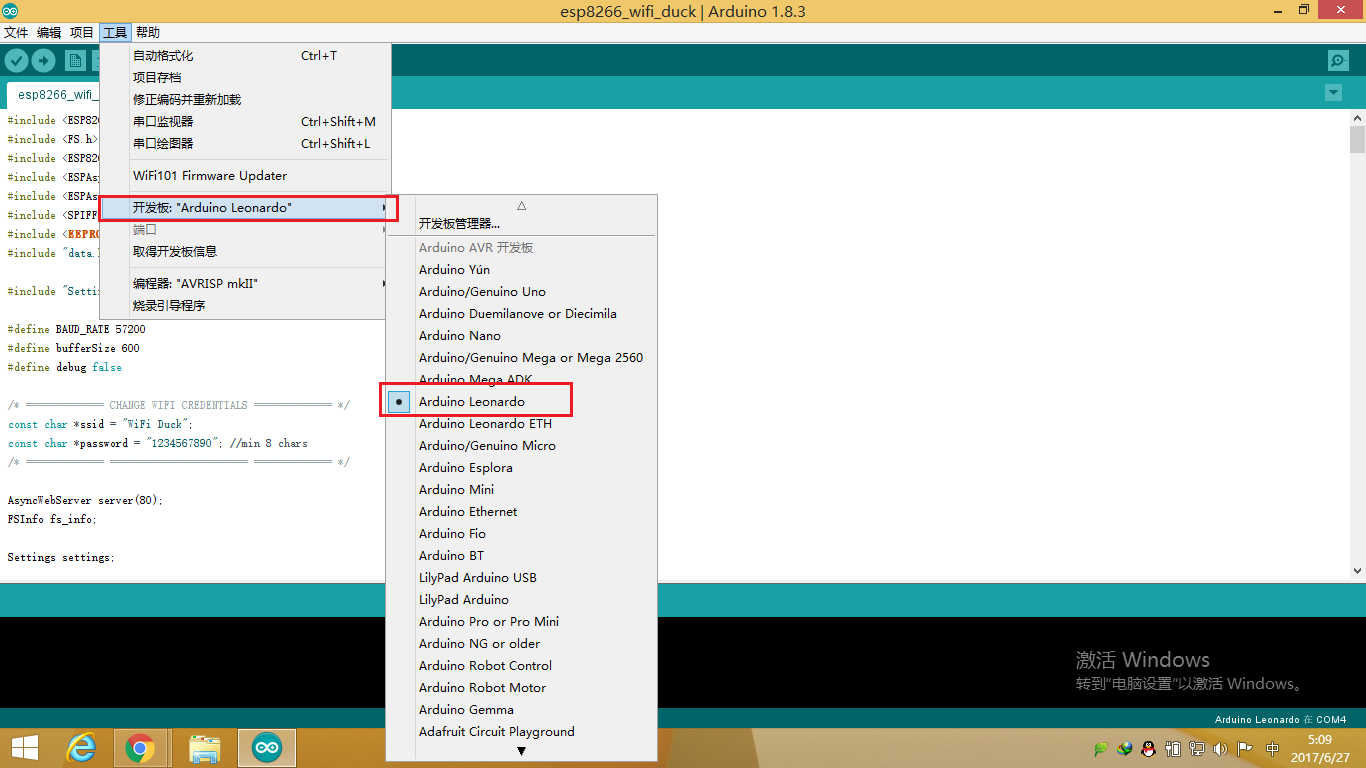 esp8266_wifi_duck | Arduino 1.8.3
文件 编辑 项目 工具 帮助
自动格式化 Ctrl+T
项目存档
修正编码并重新加载
串口监视器 Ctrl+Shift+M
串口绘图器 Ctrl+Shift+L
WiFi101 Firmware Updater
开发板: "Arduino Leonardo"
端口
取得开发板信息
编程器: "AVRISP mkII"
烧录引导程序
开发板管理器...
Arduino AVR 开发板
Arduino Yún
Arduino/Genuino Uno
Arduino Duemilanove or Diecimila
Arduino Nano
Arduino/Genuino Mega or Mega 2560
Arduino Mega ADK
Arduino Leonardo
Arduino Leonardo ETH
Arduino/Genuino Micro
Arduino Esplora
Arduino Mini
Arduino Ethernet
Arduino Fio
Arduino BT
LilyPad Arduino USB
LilyPad Arduino
Arduino Pro or Pro Mini
Arduino NG or older
Arduino Robot Control
Arduino Robot Motor
Arduino Gemma
Adafruit Circuit Playground
esp8266_wifi_
#include <ESP82
#include <FS.h>
#include <ESP82
#include <ESPAs
#include <ESPAs
#include <SPIFF
#include <EEPRO
#include "data.
#include "Setti
#define BAUD_RATE 57200
#define bufferSize 600
#define debug false
/* ============ CHANGE WIFI CREDENTIALS ============ */
const char *ssid = "WiFi Duck";
const char *password = "1234567890"; //min 8 chars
/* ============ ===================== ============ */
AsyncWebServer server(80);
FSInfo fs_info;
Settings settings;
激活 Windows
转到"电脑设置"以激活 Windows。
Arduino Leonardo 在 COM4
中
5:09
2017/6/27